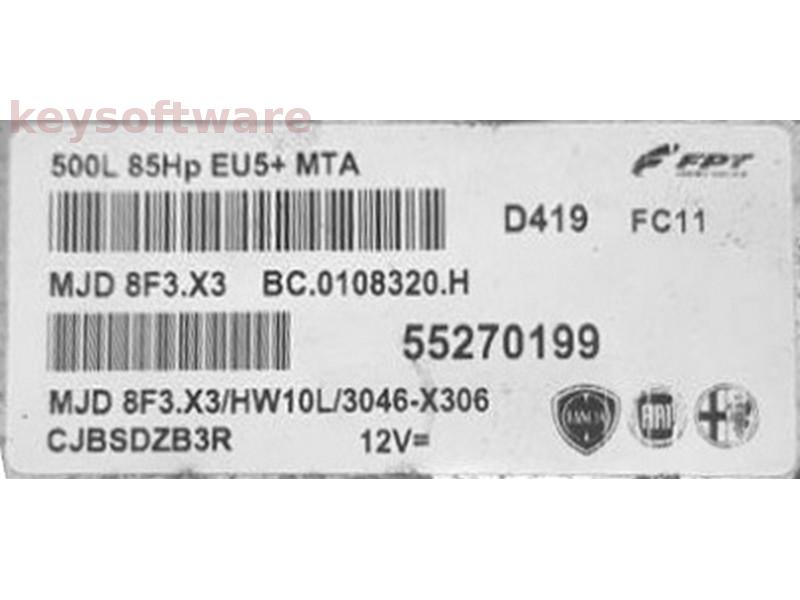 keysoftware
500L 85Hp EU5+ MTA
FPT
D419 FC11
MJD 8F3.X3 BC.0108320.H
55270199
MJD 8F3.X3/HW10L/3046-X306
CJBSDZB3R 12V=